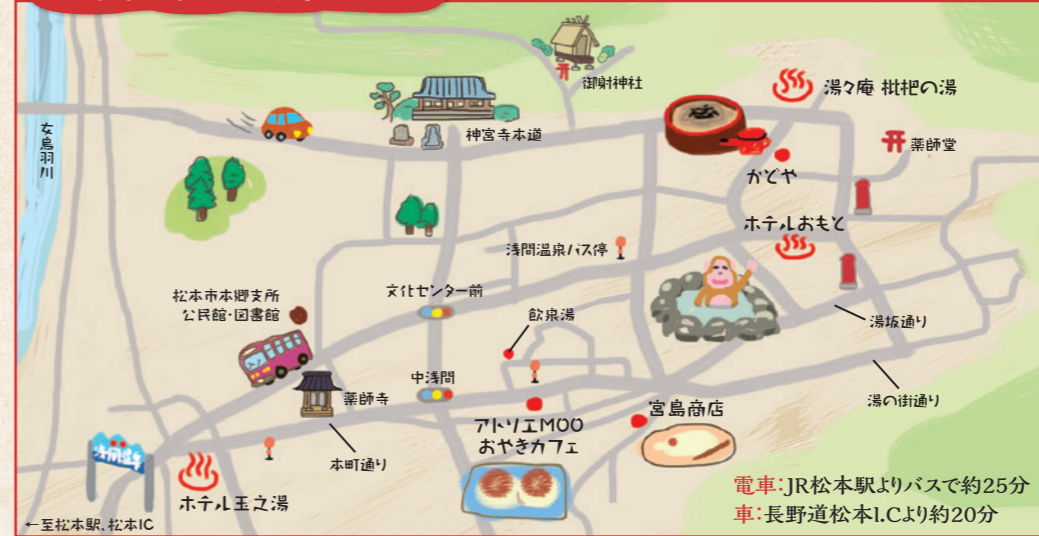 御射神社
湯々庵 枇杷の湯
神宮寺本道
薬師堂
女鳥羽川
かどや
ホテルおもと
浅間温泉バス停
文化センター前
松本市本郷支所
公民館・図書館
飲泉湯
湯坂通り
中浅間
湯の街通り
薬師寺
宮島商店
アトリエMOO
おやきカフェ
本町通り
ホテル玉之湯
電車:JR松本駅よりバスで約25分
車:長野道松本I.Cより約20分
←至松本駅、松本IC